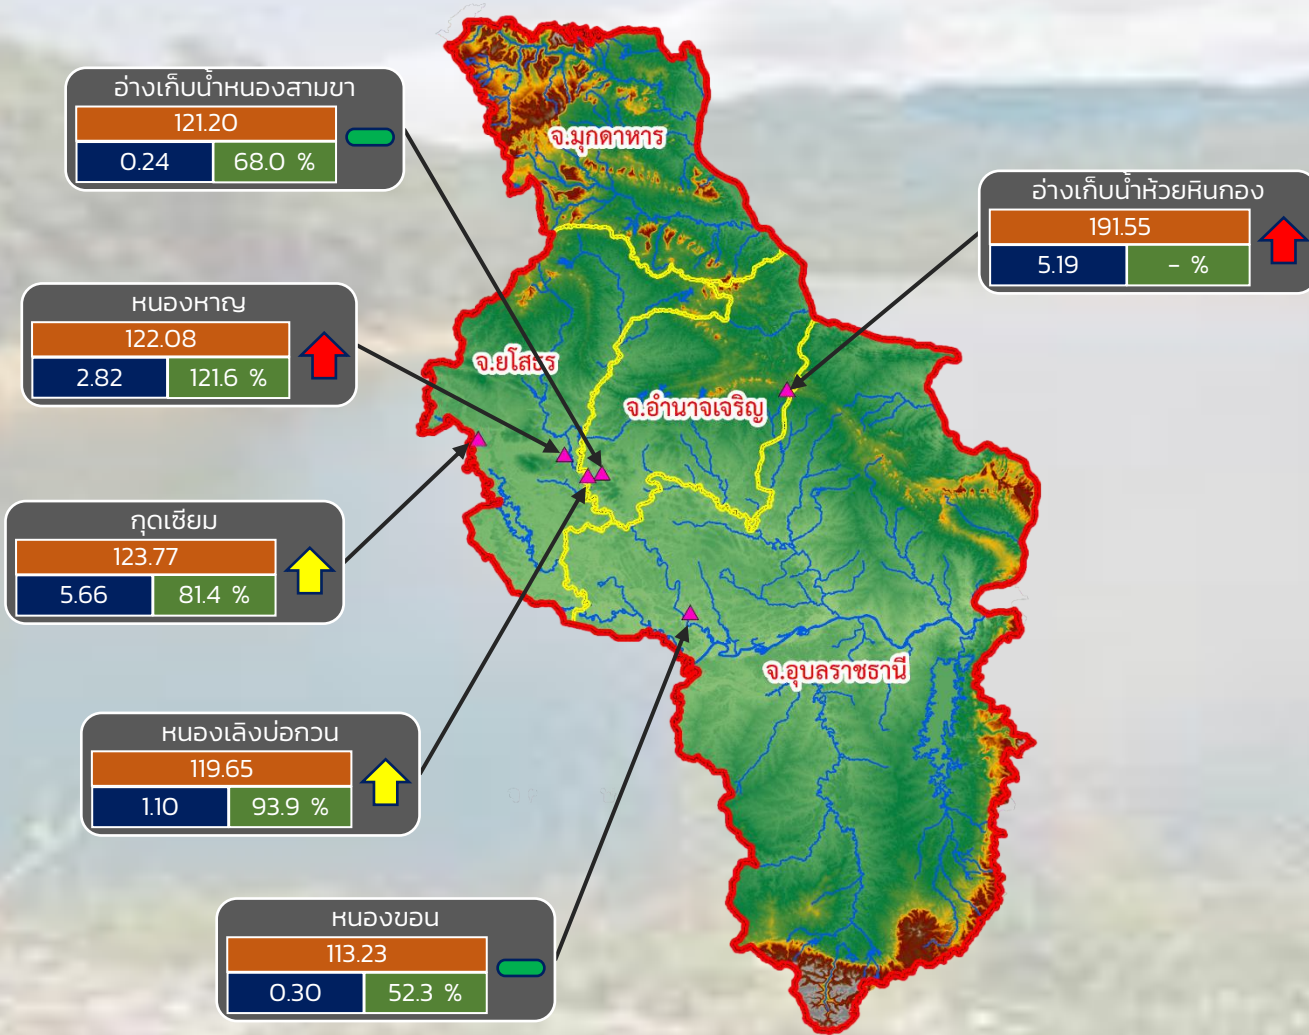 อ่างเก็บน้ำหนองสามขา
121.20
0.24 68.0 %
จ.มุกดาหาร
อ่างเก็บน้ำห้วยหินกอง
191.55
5.19 - %
หนองหาญ
122.08
2.82 121.6 %
จ.ยโสธร
จ.อำนาจเจริญ
กุดเซียม
123.77
5.66 81.4 %
จ.อุบลราชธานี
หนองเลิงบ่อกวน
119.65
1.10 93.9 %
หนองขอน
113.23
0.30 52.3 %